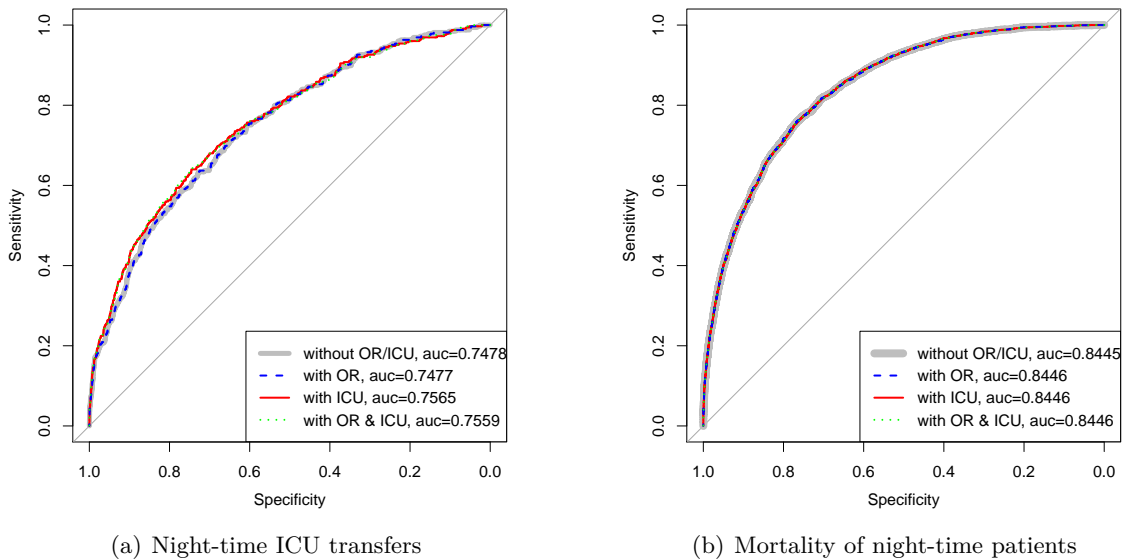 1.0
0.8
0.6
0.4
0.2
0.0
Sensitivity
1.0 0.8 0.6 0.4 0.2 0.0
Specificity
without OR/ICU, auc=0.7478
with OR, auc=0.7477
with ICU, auc=0.7565
with OR & ICU, auc=0.7559
(a) Night-time ICU transfers
1.0
0.8
0.6
0.4
0.2
0.0
Sensitivity
1.0 0.8 0.6 0.4 0.2 0.0
Specificity
without OR/ICU, auc=0.8445
with OR, auc=0.8446
with ICU, auc=0.8446
with OR & ICU, auc=0.8446
(b) Mortality of night-time patients